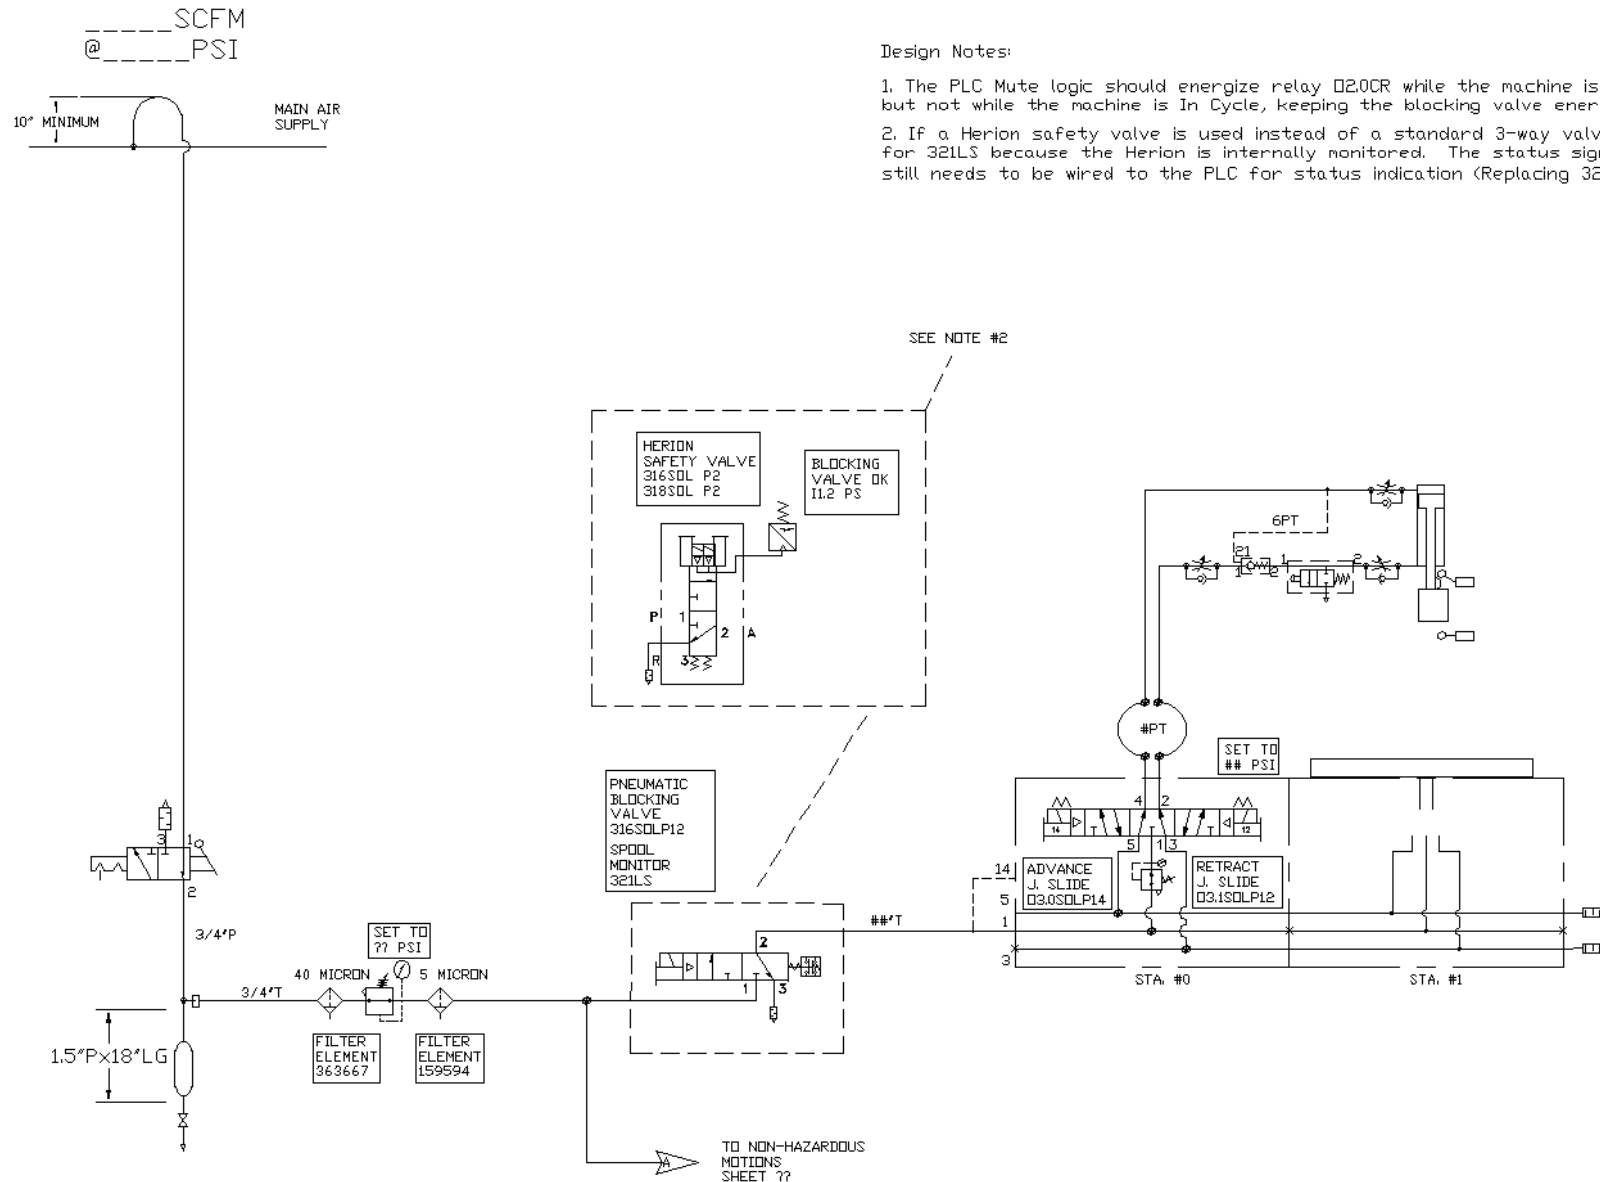 _____SCFM
@_____PSI
10" MINIMUM
MAIN AIR
SUPPLY
Design Notes:
1. The PLC Mute logic should energize relay O2.0CR while the machine is
but not while the machine is In Cycle, keeping the blocking valve ener
2. If a Herion safety valve is used instead of a standard 3-way valv
for 321LS because the Herion is internally monitored. The status sig
still needs to be wired to the PLC for status indication (Replacing 32
SEE NOTE #2
HERION
SAFETY VALVE
316SOL P2
318SOL P2
BLOCKING
VALVE OK
I1.2 PS
P
1
2
A
R
3
6PT
21
1
2
1
2
#PT
SET TO
## PSI
PNEUMATIC
BLOCKING
VALVE
316SOLP12
SPOOL
MONITOR
321LS
4
2
14
12
5
1
3
ADVANCE
J. SLIDE
O3.0SOLP14
RETRACT
J. SLIDE
O3.1SOLP12
14
5
1
3
##"T
STA. #0
STA. #1
3
1
2
3/4"P
SET TO
?? PSI
40 MICRON
5 MICRON
3/4"T
FILTER
ELEMENT
363667
FILTER
ELEMENT
159594
2
1
3
1.5"Px18"LG
A
TO NON-HAZARDOUS
MOTIONS
SHEET ??